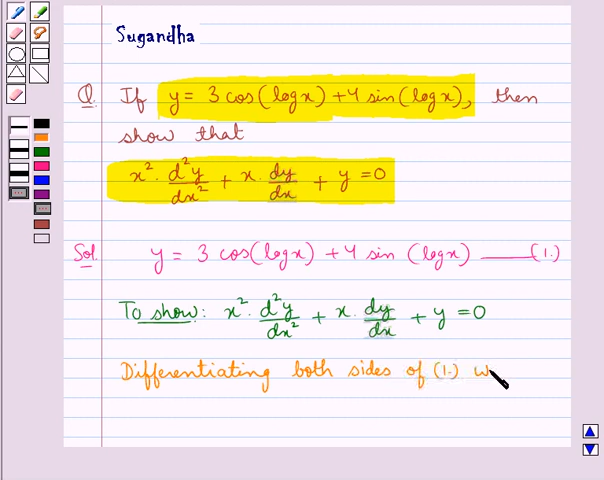 Sugandha
Q. If y = 3 cos(log x) + 4 sin(log x), then
show that
x² · d²y/dx² + x · dy/dx + y = 0
Sol. y = 3 cos(log x) + 4 sin (log x) ——— (1.)
To show: x² · d²y/dx² + x · dy/dx + y = 0
Differentiating both sides of (1.) w